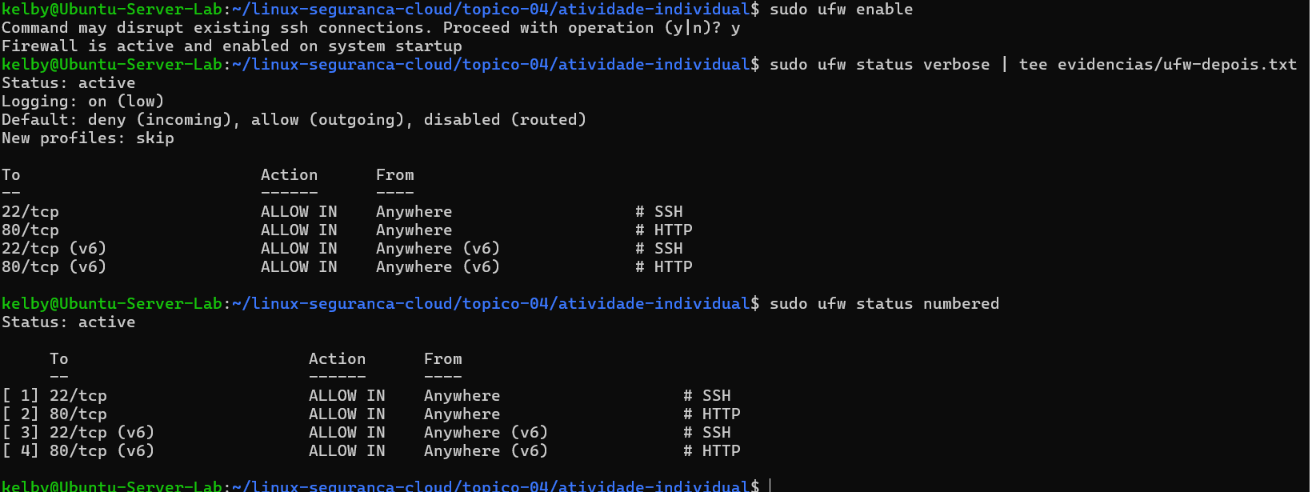 kelby@Ubuntu-Server-Lab:~/linux-seguranca-cloud/topico-04/atividade-individual$ sudo ufw enable
Command may disrupt existing ssh connections. Proceed with operation (y|n)? y
Firewall is active and enabled on system startup
kelby@Ubuntu-Server-Lab:~/linux-seguranca-cloud/topico-04/atividade-individual$ sudo ufw status verbose | tee evidencias/ufw-depois.txt
Status: active
Logging: on (low)
Default: deny (incoming), allow (outgoing), disabled (routed)
New profiles: skip

To                         Action      From
--                         ------      ----
22/tcp                     ALLOW IN    Anywhere                   # SSH
80/tcp                     ALLOW IN    Anywhere                   # HTTP
22/tcp (v6)                ALLOW IN    Anywhere (v6)              # SSH
80/tcp (v6)                ALLOW IN    Anywhere (v6)              # HTTP

kelby@Ubuntu-Server-Lab:~/linux-seguranca-cloud/topico-04/atividade-individual$ sudo ufw status numbered
Status: active

     To                         Action      From
     --                         ------      ----
[ 1] 22/tcp                     ALLOW IN    Anywhere                   # SSH
[ 2] 80/tcp                     ALLOW IN    Anywhere                   # HTTP
[ 3] 22/tcp (v6)                ALLOW IN    Anywhere (v6)              # SSH
[ 4] 80/tcp (v6)                ALLOW IN    Anywhere (v6)              # HTTP

kelby@Ubuntu-Server-Lab:~/linux-seguranca-cloud/topico-04/atividade-individual$